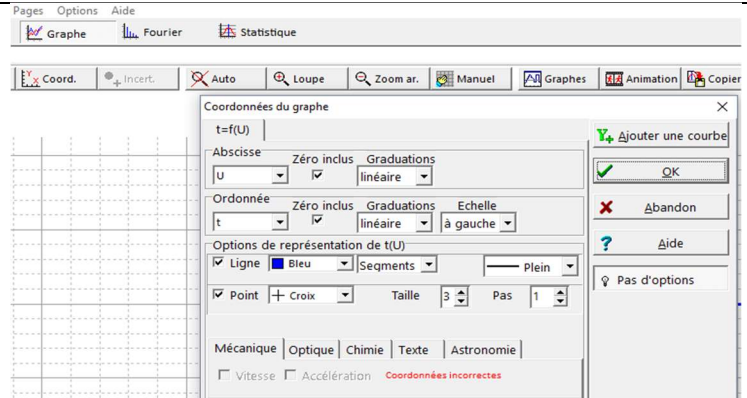 Pages Options Aide
Graphe Fourier Statistique
Y X Coord. Incert. Auto Loupe Zoom ar. Manuel Graphes Animation Copier
Coordonnées du graphe
t=f(U)
Y+ Ajouter une courbe
Abscisse
Zéro inclus Graduations
U linéaire
OK
Ordonnée
Zéro inclus Graduations Echelle
t linéaire à gauche
Abandon
Options de représentation de t(U)
? Aide
Ligne Bleu Segments Plein
Pas d'options
Point Croix Taille 3 Pas 1
Mécanique Optique Chimie Texte Astronomie
Vitesse Accélération Coordonnées incorrectes